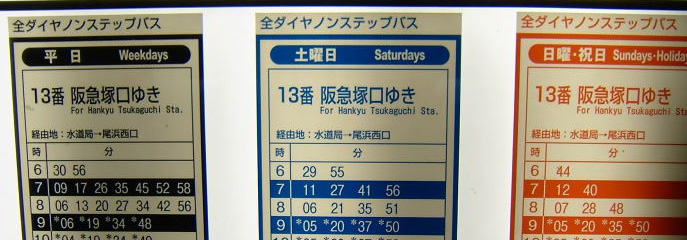 全ダイヤノンステップバス
平 日 Weekdays
13番 阪急塚口ゆき
For Hankyu Tsukaguchi Sta.
経由地：水道局→尾浜西口
時 分
6 30 56
7 09 17 26 35 45 52 58
8 06 13 20 27 34 42 56
9 *06 *19 *34 *48
全ダイヤノンステップバス
土曜日 Saturdays
13番 阪急塚口ゆき
For Hankyu Tsukaguchi Sta.
経由地：水道局→尾浜西口
時 分
6 29 55
7 11 27 41 56
8 06 21 35 51
9 *05 *20 *37 *50
全ダイヤノンステップバス
日曜・祝日 Sundays・Holiday
13番 阪急塚口ゆき
For Hankyu Tsukaguchi Sta.
経由地：水道局→尾浜西口
時 分
6 44
7 12 40
8 07 28 48
9 *05 *20 *35 *50